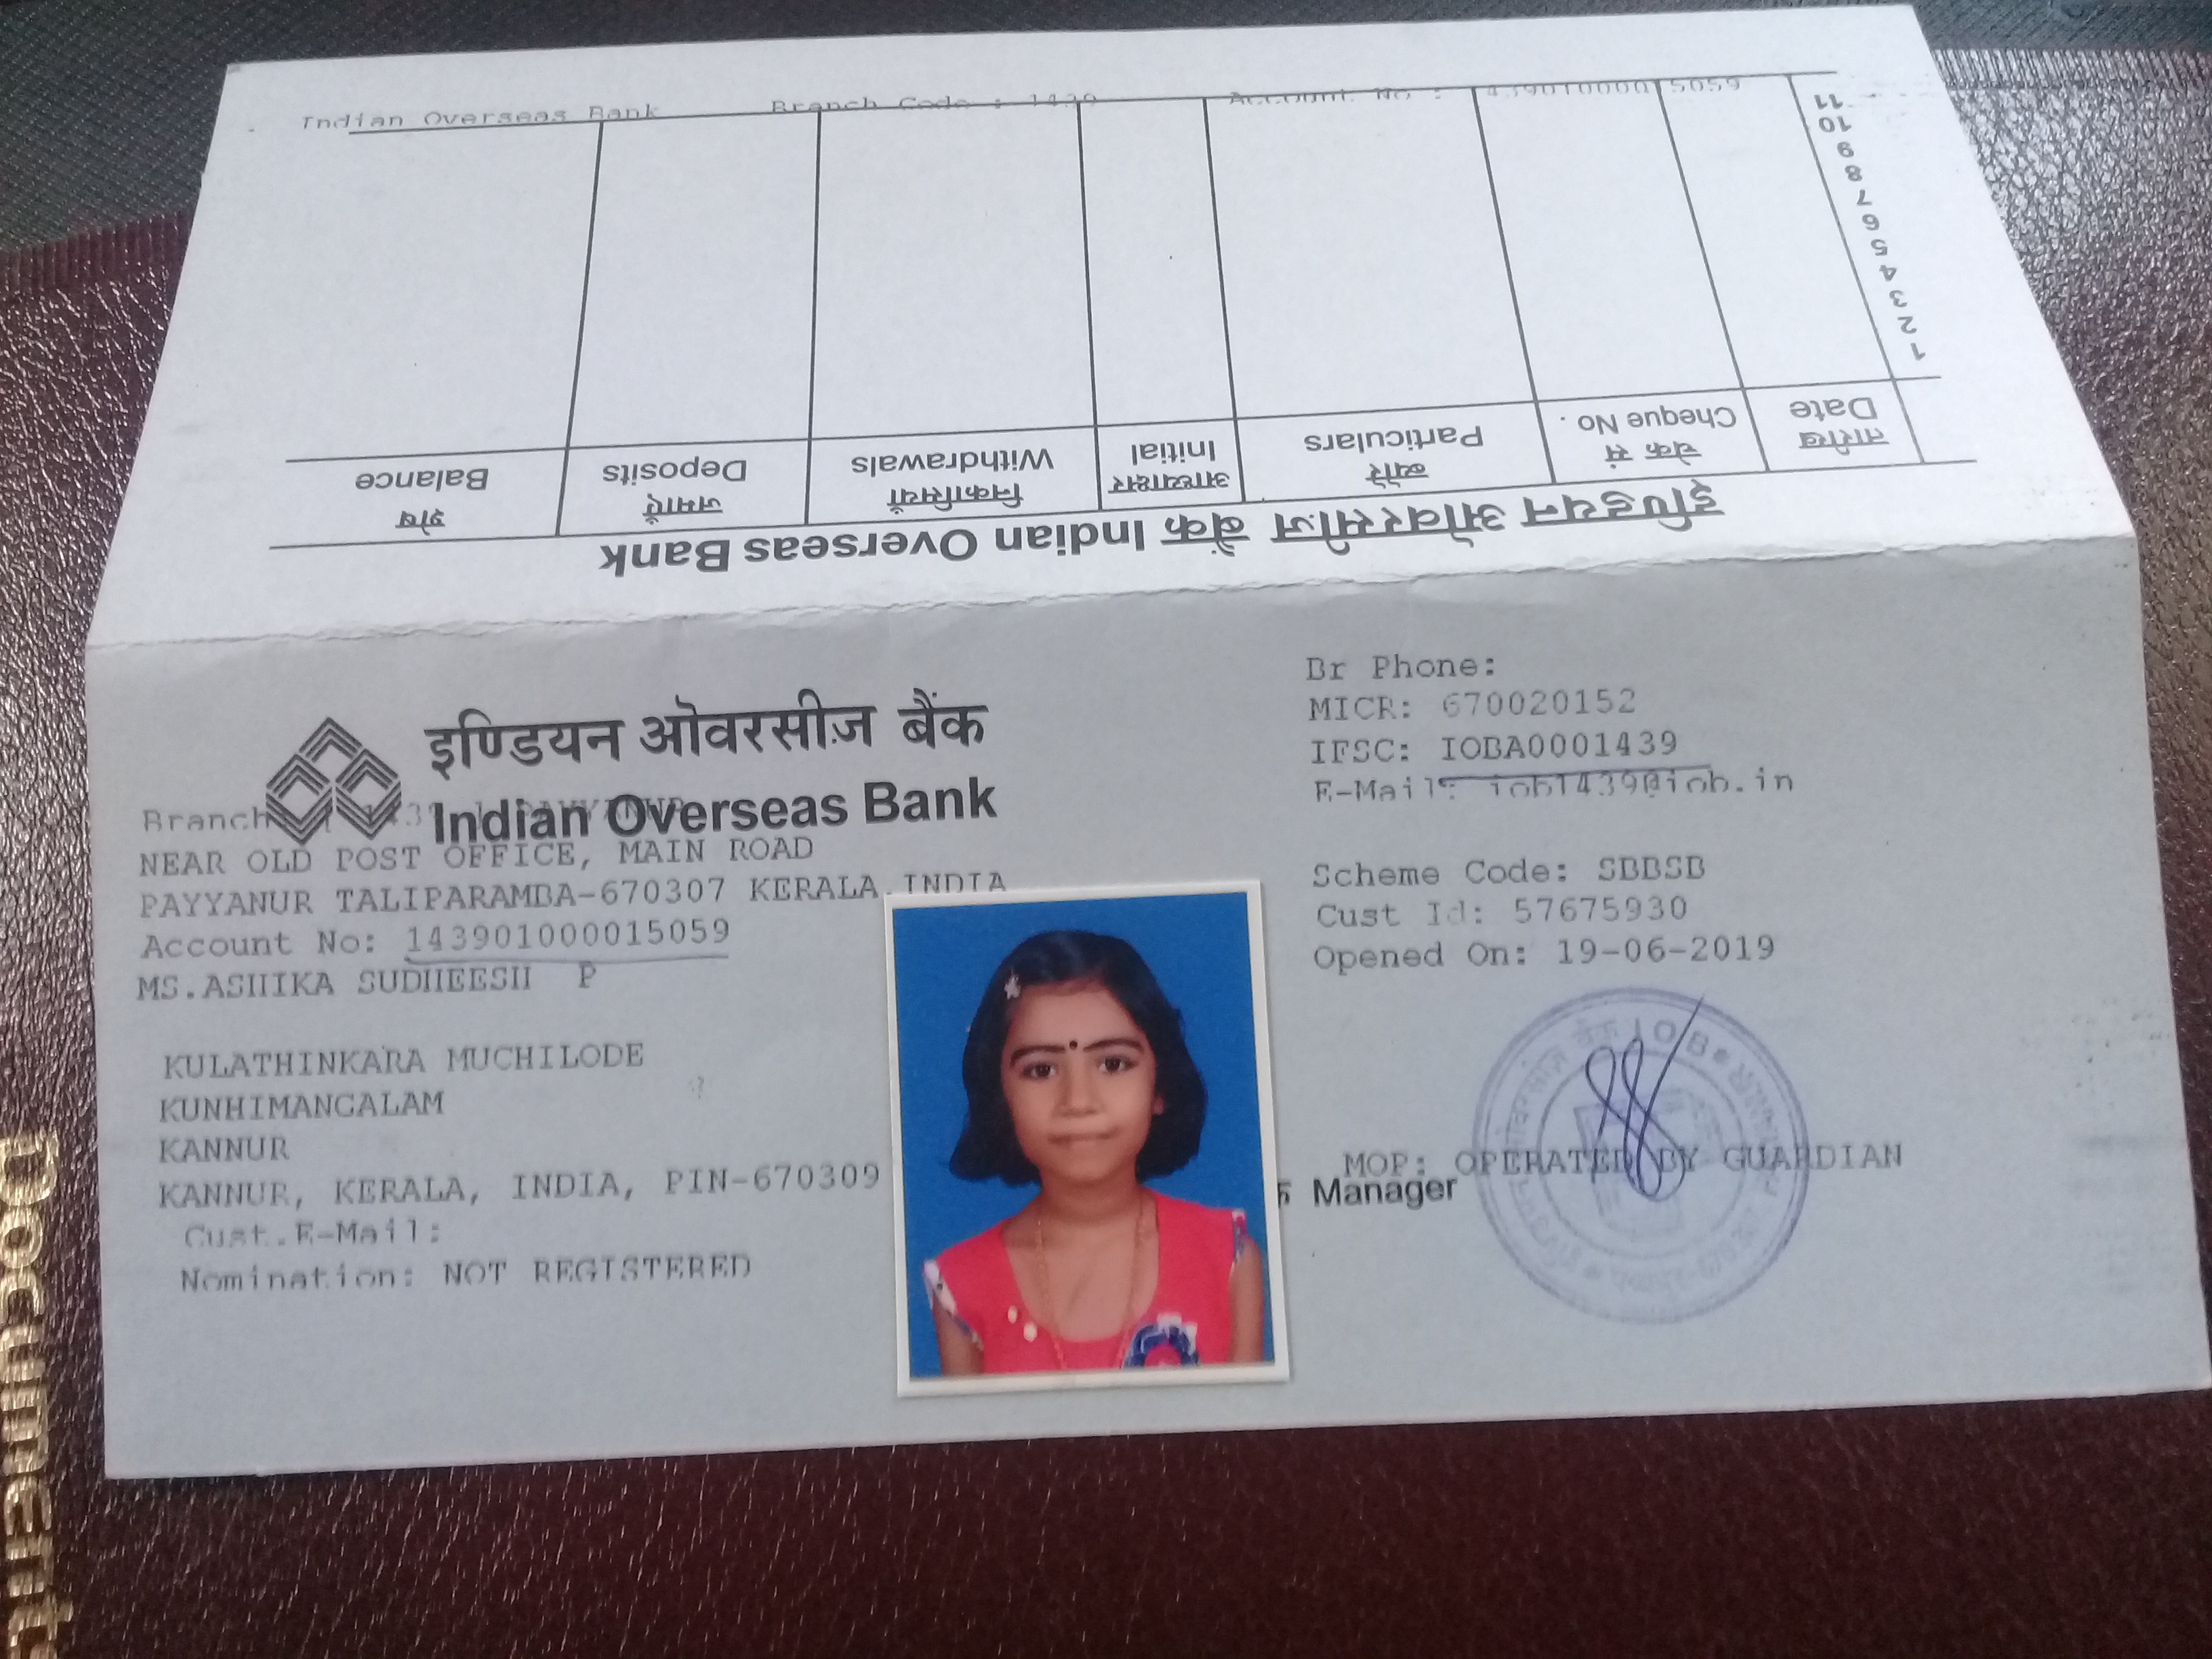 Indian Overseas Bank Branch Code : 1439 Account No : 5059
11
10
9
8
7
6
5
4
3
2
1
तारीख चेक सं ब्योरे आद्याक्षर निकासियाँ जमाएँ शेष
Date Cheque No. Particulars Initial Withdrawals Deposits Balance
इण्डियन ओवरसीज़ बैंक Indian Overseas Bank
इण्डियन ओवरसीज़ बैंक
Indian Overseas Bank
Branch
NEAR OLD POST OFFICE, MAIN ROAD
PAYYANUR TALIPARAMBA-670307 KERALA INDIA
Account No: 143901000015059
MS.ASHIKA SUDHEESH P
KULATHINKARA MUCHILODE
KUNHIMANGALAM
KANNUR
KANNUR, KERALA, INDIA, PIN-670309
Cust.E-Mail:
Nomination: NOT REGISTERED
Br Phone:
MICR: 670020152
IFSC: IOBA0001439
E-Mail: iob1439@iob.in
Scheme Code: SBBSB
Cust Id: 57675930
Opened On: 19-06-2019
MOP: OPERATED BY GUARDIAN
Manager
IOB
Document